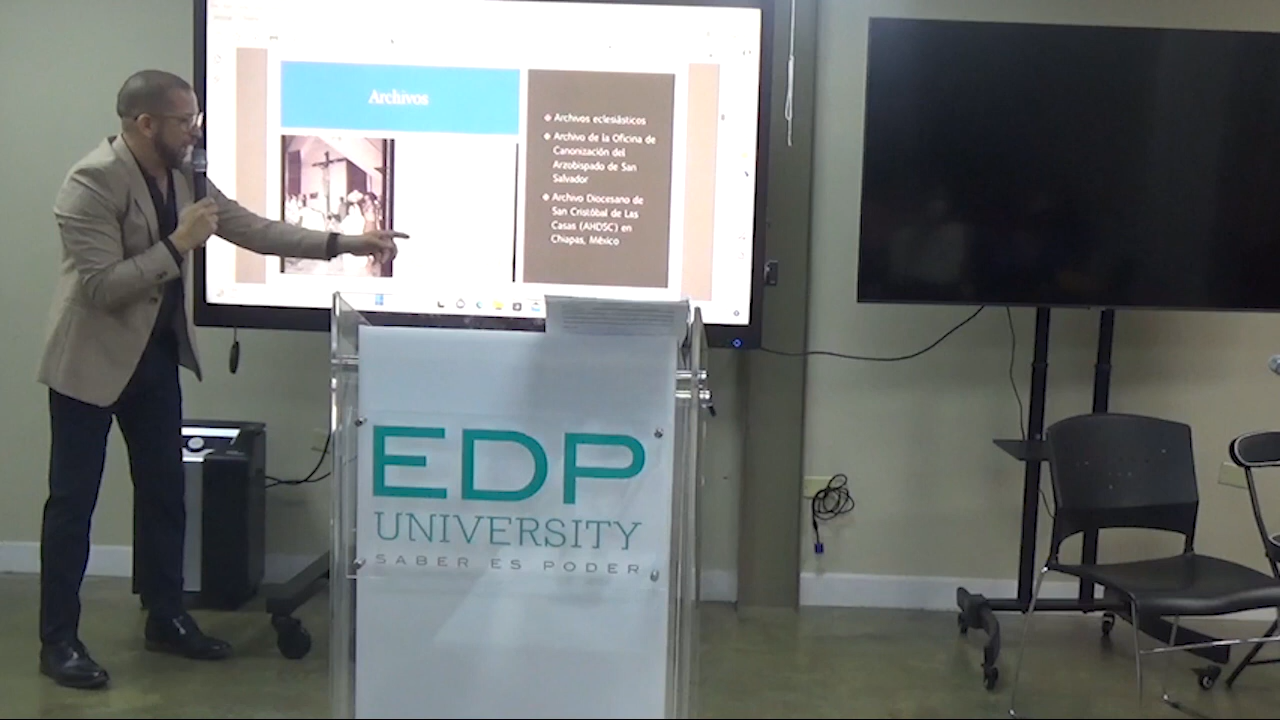 Archivos
❖ Archivos eclesiásticos
❖ Archivo de la Oficina de
Canonización del
Arzobispado de San
Salvador
❖ Archivo Diocesano de
San Cristóbal de Las
Casas (AHDSC) en
Chiapas, México
EDP
UNIVERSITY
SABER ES PODER